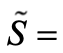 S̃ =